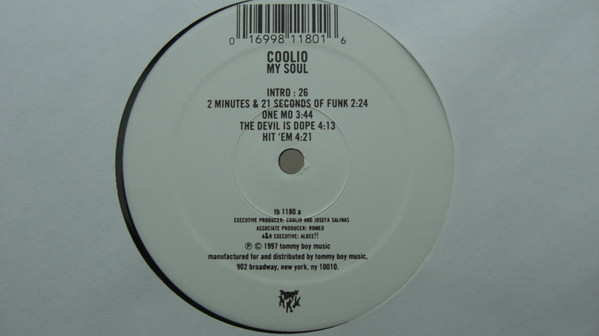 0 16998 11801 6
COOLIO
MY SOUL
INTRO : 26
2 MINUTES & 21 SECONDS OF FUNK 2:24
ONE MO 3:44
THE DEVIL IS DOPE 4:13
HIT 'EM 4:21
tb 1180 a
EXECUTIVE PRODUCER: COOLIO AND JOSEFA SALINAS
ASSOCIATE PRODUCER: ROMEO
A&R EXECUTIVE: ALBEE!!
℗ © 1997 tommy boy music
manufactured for and distributed by tommy boy music,
902 broadway, new york, ny 10010.